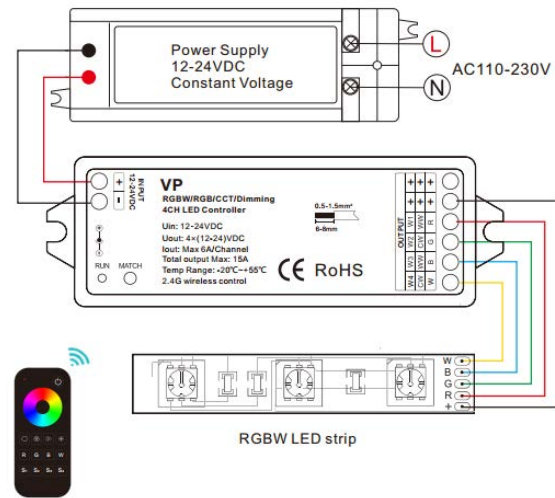 Power Supply
12-24VDC
Constant Voltage
L
N
AC110-230V
+
-
INPUT
12-24VDC
VP
RGBW/RGB/CCT/Dimming
4CH LED Controller
Uin: 12-24VDC
Uout: 4×(12-24)VDC
Iout: Max 6A/Channel
Total output Max: 15A
Temp Range: -20℃~+55℃
2.4G wireless control
RUN
MATCH
0.5-1.5mm²
6-8mm
CE RoHS
OUTPUT
+ + +
+ + +
W1 WW R
W2 CW G
W3 WW B
W4 CW W
W
B
G
R
+
RGBW LED strip
R G B W